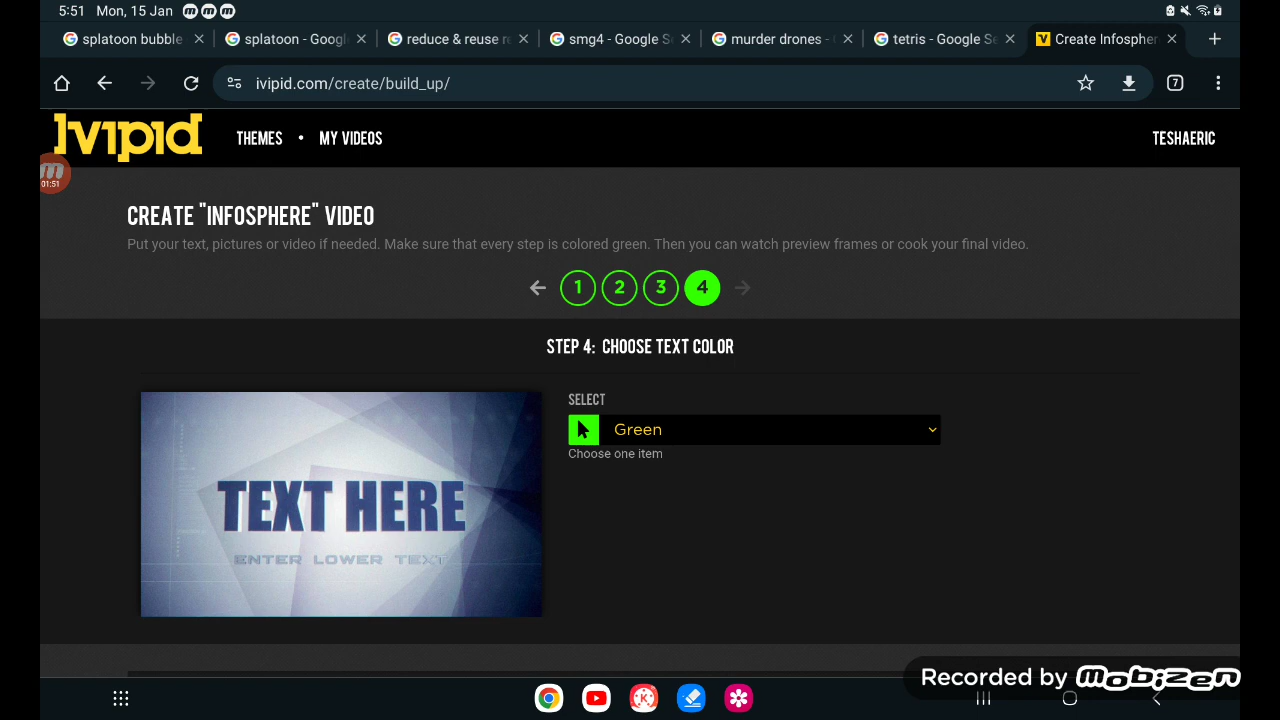 5:51 Mon, 15 Jan
splatoon bubble
splatoon - Googl
reduce & reuse r
smg4 - Google S
murder drones -
tetris - Google Se
Create Infospher
ivipid.com/create/build_up/
7
Ivipid
THEMES • MY VIDEOS
TESHAERIC
01:51
CREATE "INFOSPHERE" VIDEO
Put your text, pictures or video if needed. Make sure that every step is colored green. Then you can watch preview frames or cook your final video.
1 2 3 4
STEP 4: CHOOSE TEXT COLOR
SELECT
Green
Choose one item
TEXT HERE
ENTER LOWER TEXT
Recorded by mobizen